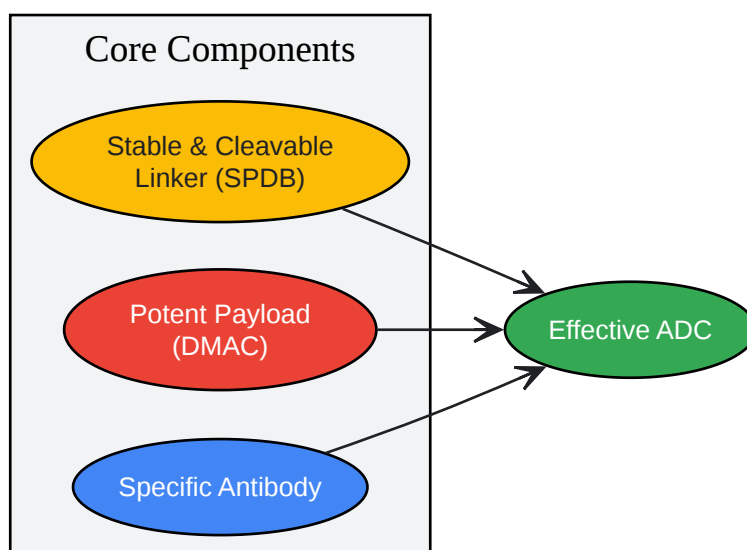 Core Components
Stable & Cleavable
Linker (SPDB)
Potent Payload
(DMAC)
Effective ADC
Specific Antibody